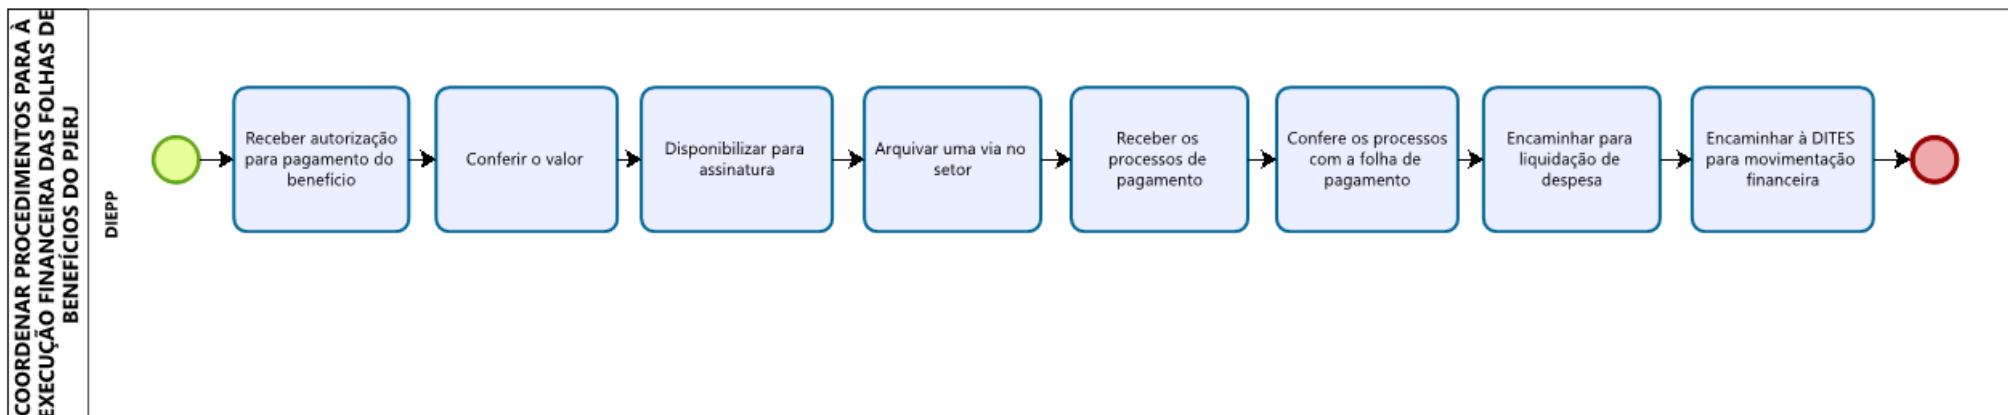 COORDENAR PROCEDIMENTOS PARA À
EXECUÇÃO FINANCEIRA DAS FOLHAS DE
BENEFÍCIOS DO PJERJ
DIEPP
Receber autorização
para pagamento do
benefício
Conferir o valor
Disponibilizar para
assinatura
Arquivar uma via no
setor
Receber os
processos de
pagamento
Confere os processos
com a folha de
pagamento
Encaminhar para
liquidação de
despesa
Encaminhar à DITES
para movimentação
financeira